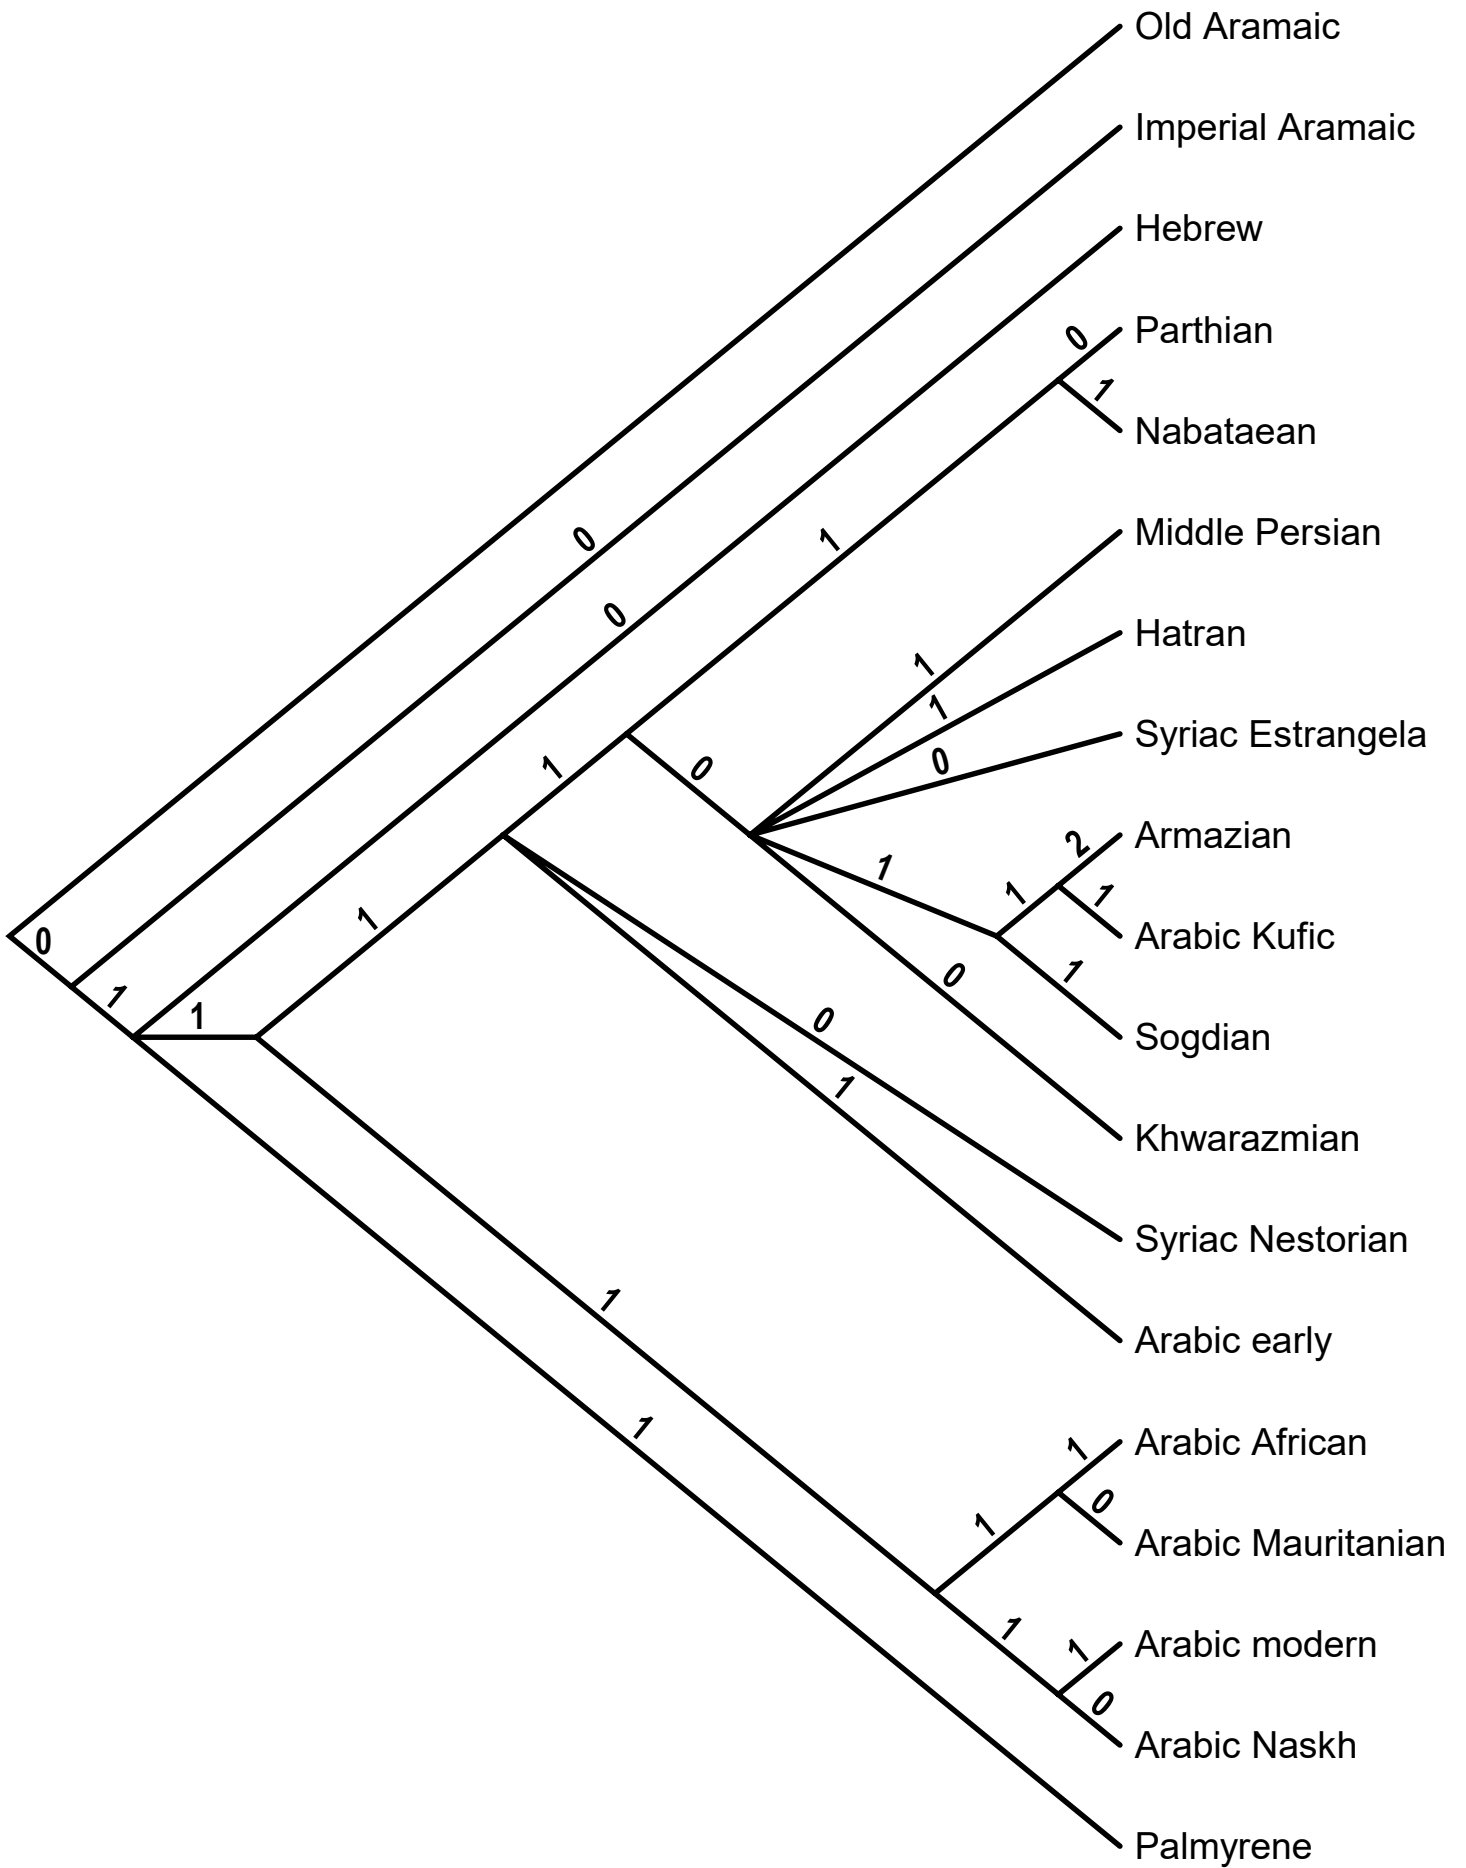 Old Aramaic
Imperial Aramaic
Hebrew
0 Parthian
1
Nabataean
0
1
Middle Persian
0
Hatran
1
1
Syriac Estrangela
0
1
0
2 Armazian
1
1
1
1
Arabic Kufic
0
1
0
1
1
Sogdian
0
1
Khwarazmian
Syriac Nestorian
1
Arabic early
1
1 Arabic African
0
1
Arabic Mauritanian
1
1 Arabic modern
0
Arabic Naskh
Palmyrene